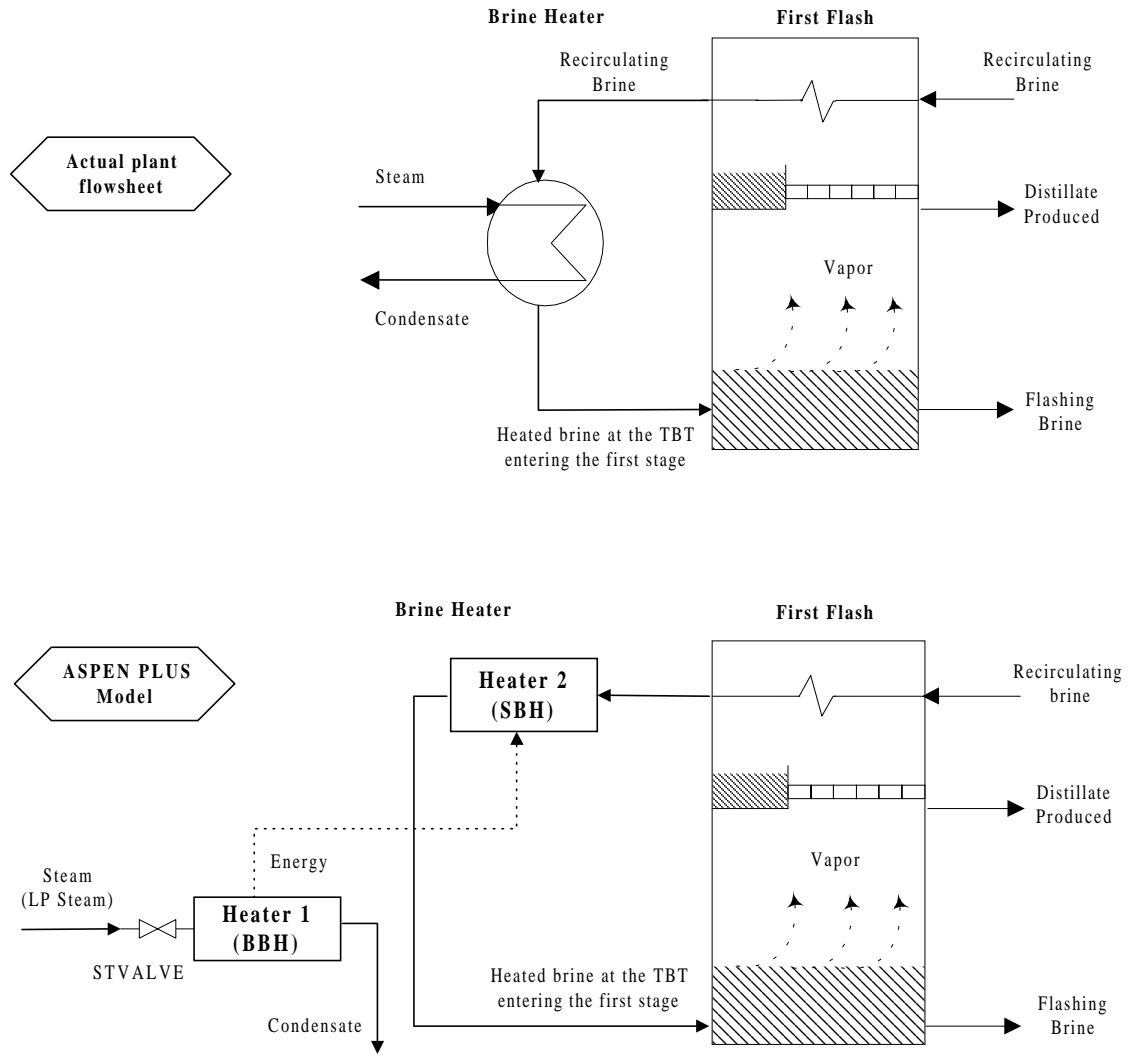 Brine Heater
First Flash
Recirculating
Brine
Recirculating
Brine
Actual plant
flowsheet
Steam
Distillate
Produced
Vapor
Condensate
Flashing
Brine
Heated brine at the TBT
entering the first stage
Brine Heater
First Flash
ASPEN PLUS
Model
Heater 2
(SBH)
Recirculating
brine
Distillate
Produced
Energy
Vapor
Steam
(LP Steam)
Heater 1
(BBH)
STVALVE
Heated brine at the TBT
entering the first stage
Flashing
Brine
Condensate